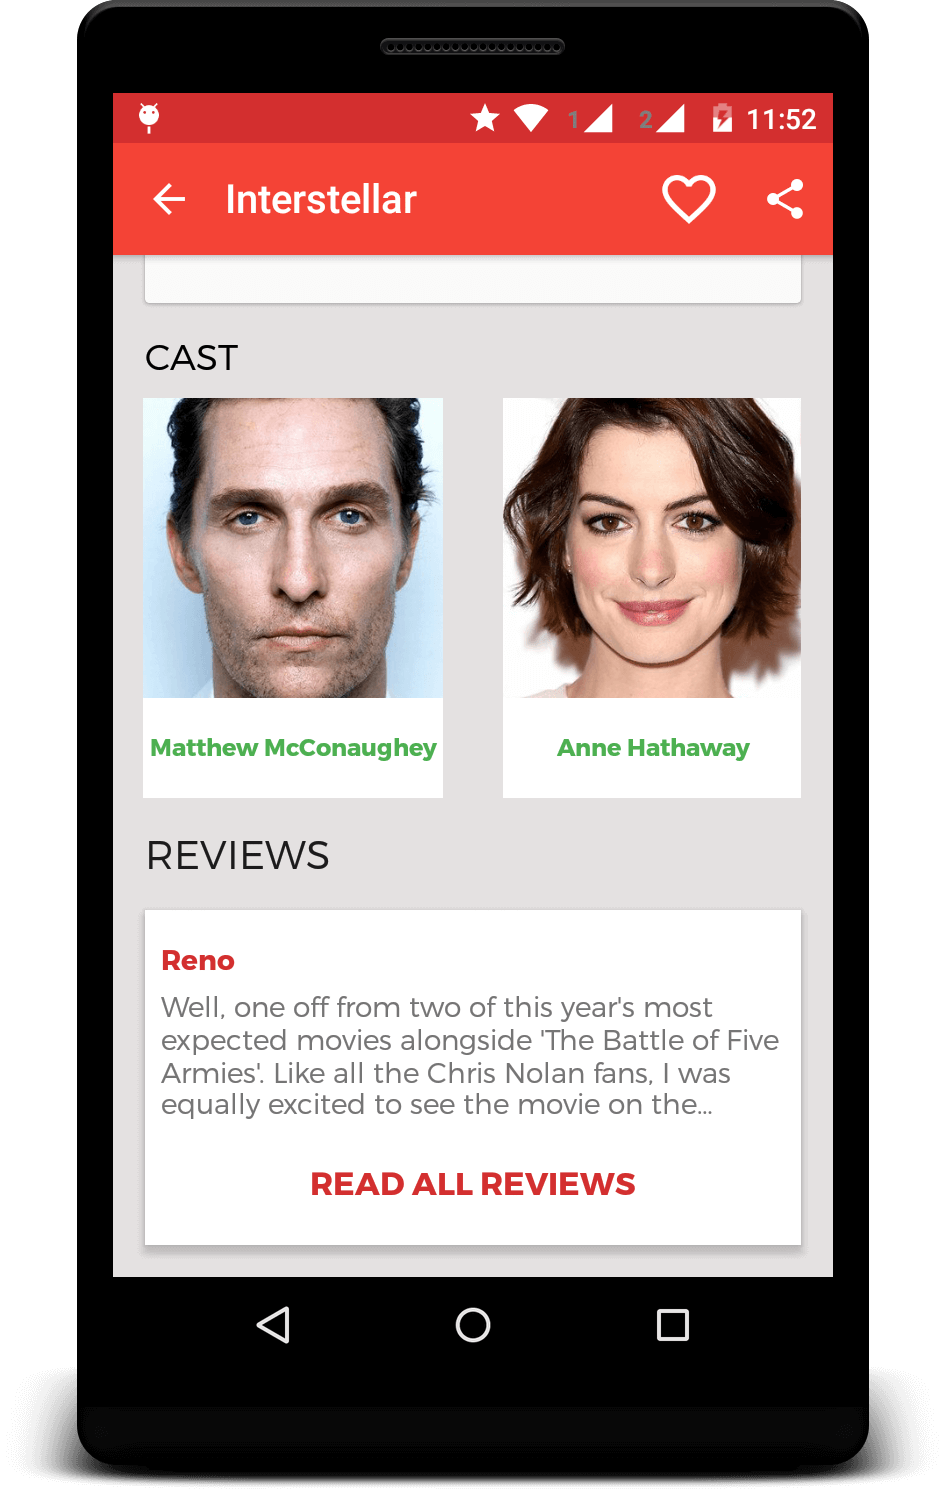 1 2 11:52
Interstellar
CAST
Matthew McConaughey
Anne Hathaway
REVIEWS
Reno
Well, one off from two of this year's most
expected movies alongside 'The Battle of Five
Armies'. Like all the Chris Nolan fans, I was
equally excited to see the movie on the...
READ ALL REVIEWS